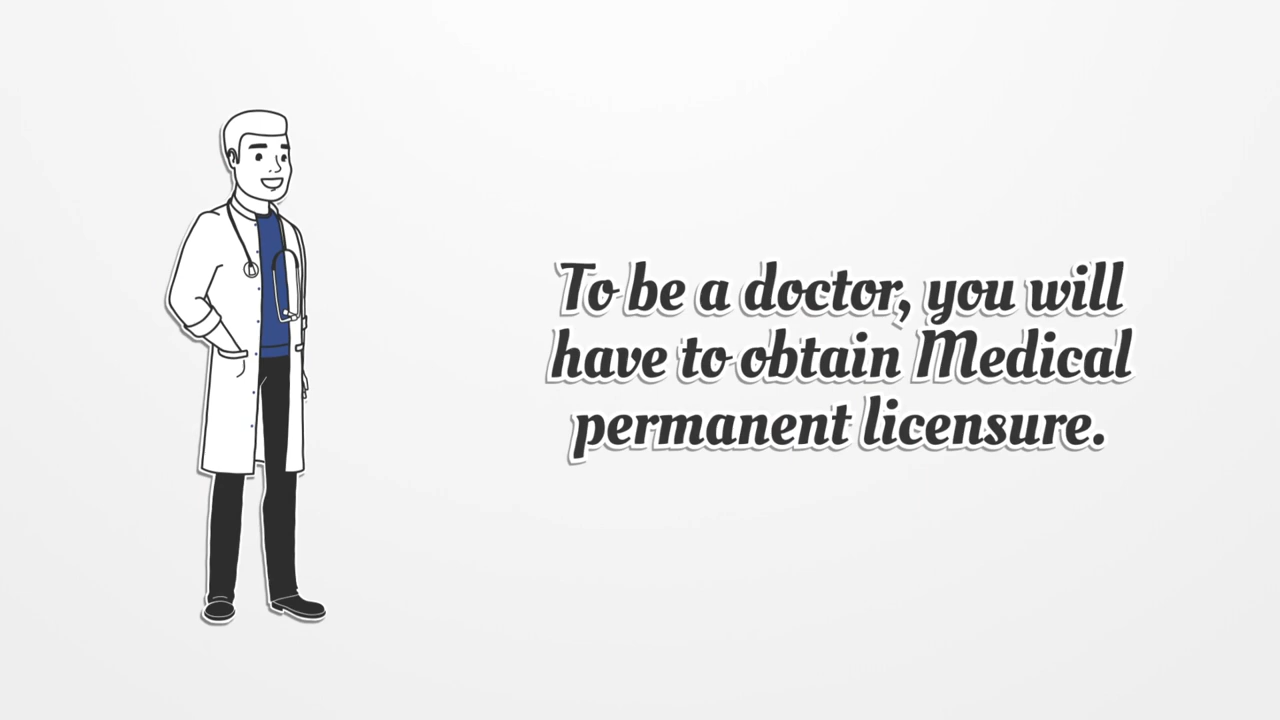 To be a doctor, you will
have to obtain Medical
permanent licensure.